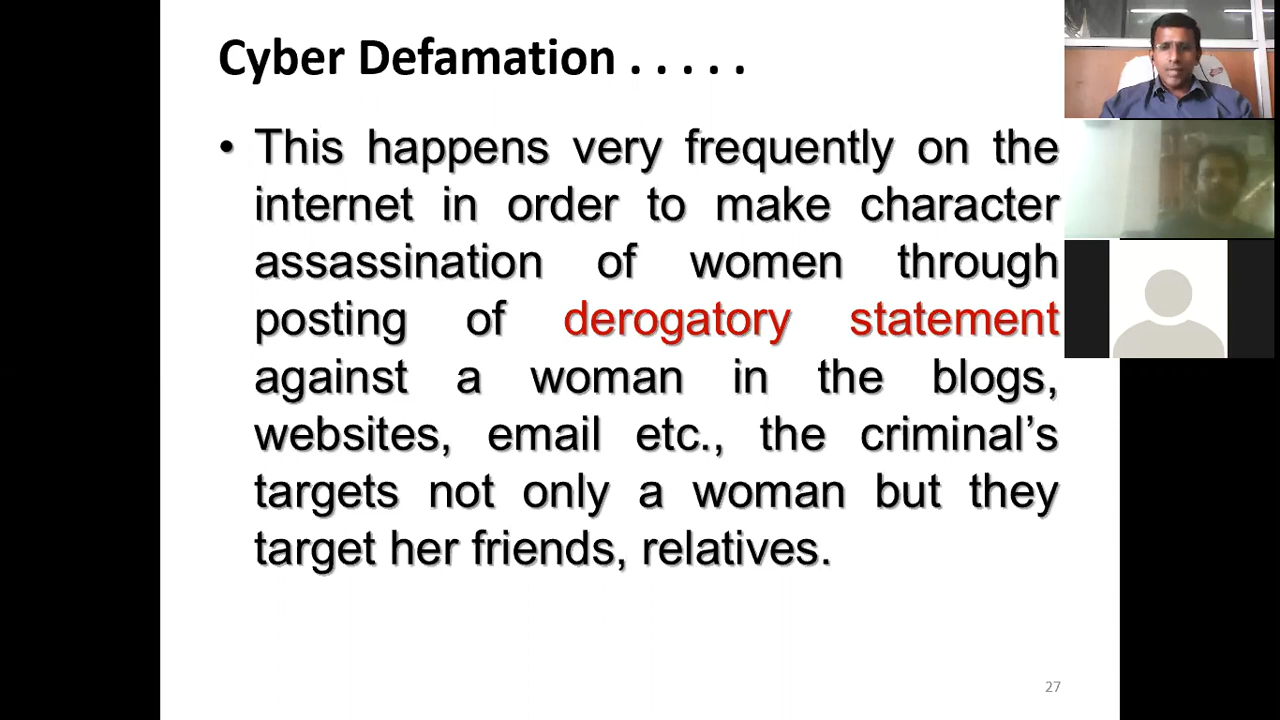 Cyber Defamation . . . . .
• This happens very frequently on the
internet in order to make character
assassination of women through
posting of derogatory statement
against a woman in the blogs,
websites, email etc., the criminal’s
targets not only a woman but they
target her friends, relatives.
27